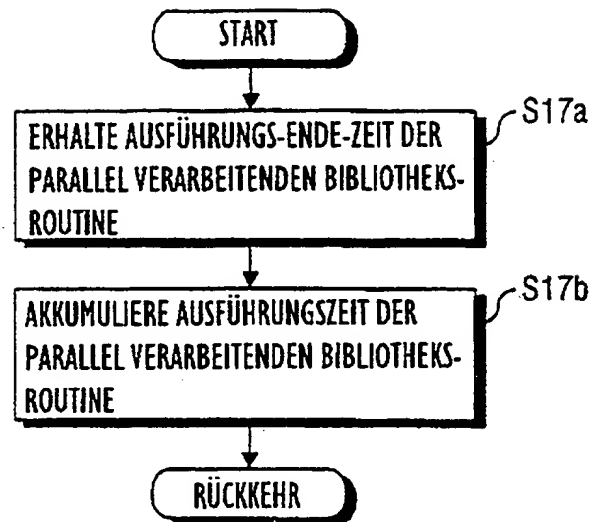 START
S17a
ERHALTE AUSFÜHRUNGS-ENDE-ZEIT DER
PARALLEL VERARBEITENDEN BIBLIOTHEKS-
ROUTINE
S17b
AKKUMULIERE AUSFÜHRUNGSZEIT DER
PARALLEL VERARBEITENDEN BIBLIOTHEKS-
ROUTINE
RÜCKKEHR